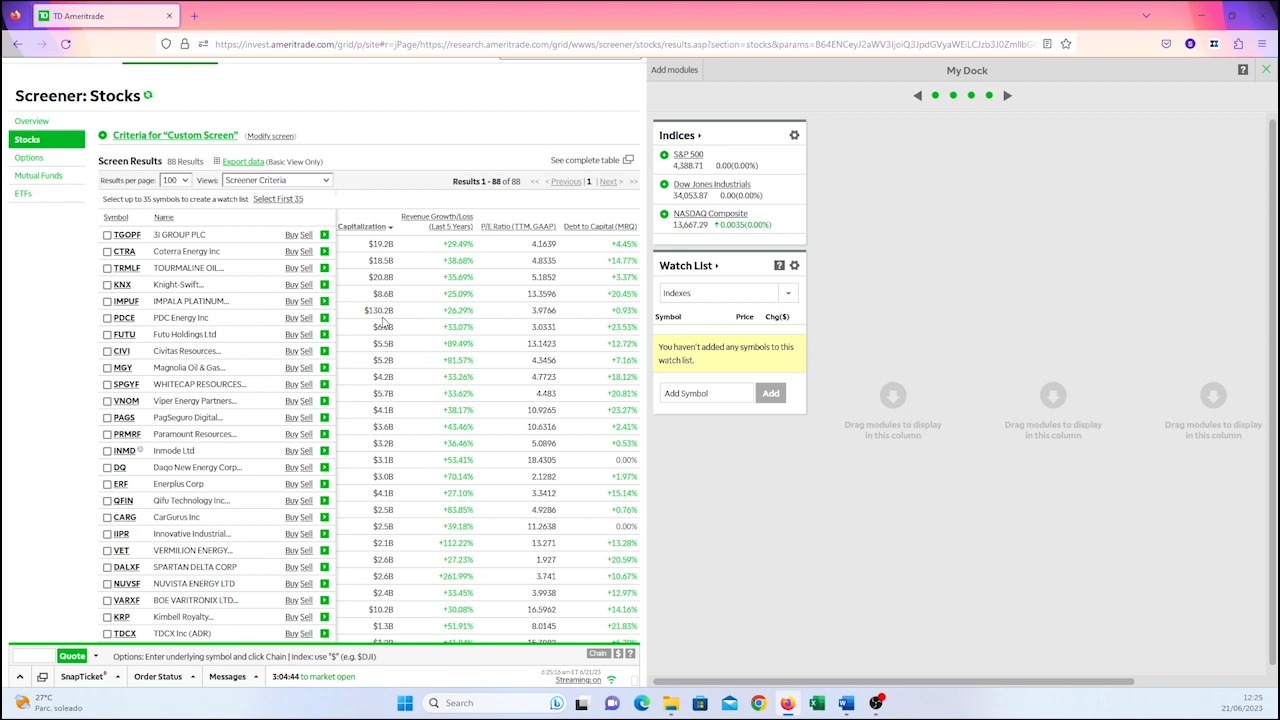 TD Ameritrade
https://invest.ameritrade.com/grid/p/site#r=jPage/https://research.ameritrade.com/grid/wwws/screener/stocks/results.asp?section=stocks&params=
Add modules
My Dock
Screener: Stocks
Overview
Stocks
Options
Mutual Funds
ETFs
Criteria for "Custom Screen" (Modify screen)
Screen Results 88 Results Export data (Basic View Only) See complete table
Results per page: 100 Views: Screener Criteria Results 1 - 88 of 88 << < Previous | 1 | Next > >>
Select up to 35 symbols to create a watch list Select First 35
Symbol Name
Capitalization Revenue Growth/Loss (Last 5 Years) P/E Ratio (TTM, GAAP) Debt to Capital (MRQ)
TGOPF 3I GROUP PLC Buy Sell
$19.2B +29.49% 4.1639 +4.45%
CTRA Coterra Energy Inc Buy Sell
$18.5B +38.68% 4.8335 +14.77%
TRMLF TOURMALINE OIL... Buy Sell
$20.8B +35.69% 5.1852 +3.37%
KNX Knight-Swift... Buy Sell
$8.6B +25.09% 13.3596 +20.45%
IMPUF IMPALA PLATINUM... Buy Sell
$130.2B +26.29% 3.9766 +0.93%
PDCE PDC Energy Inc Buy Sell
+33.07% 3.0331 +23.53%
FUTU Futu Holdings Ltd Buy Sell
$5.5B +89.49% 13.1423 +12.72%
CIVI Civitas Resources... Buy Sell
$5.2B +81.57% 4.3456 +7.16%
MGY Magnolia Oil & Gas... Buy Sell
$4.2B +33.26% 4.7723 +18.12%
SPGYF WHITECAP RESOURCES... Buy Sell
$5.7B +33.62% 4.483 +20.81%
VNOM Viper Energy Partners... Buy Sell
$4.1B +38.17% 10.9265 +23.27%
PAGS PagSeguro Digital... Buy Sell
$3.6B +43.46% 10.6316 +2.41%
PRMRF Paramount Resources... Buy Sell
$3.2B +36.46% 5.0896 +0.53%
INMD Inmode Ltd Buy Sell
$3.1B +53.41% 18.4305 0.00%
DQ Daqo New Energy Corp... Buy Sell
$3.0B +70.14% 2.1282 +1.97%
ERF Enerplus Corp Buy Sell
$4.1B +27.10% 3.3412 +15.14%
QFIN Qifu Technology Inc... Buy Sell
$2.5B +83.85% 4.9286 +0.76%
CARG CarGurus Inc Buy Sell
$2.5B +39.18% 11.2638 0.00%
IIPR Innovative Industrial... Buy Sell
$2.1B +112.22% 13.271 +13.28%
VET VERMILION ENERGY... Buy Sell
$2.6B +27.23% 1.927 +20.59%
DALXF SPARTAN DELTA CORP Buy Sell
$2.6B +261.99% 3.741 +10.67%
NUVSF NUVISTA ENERGY LTD Buy Sell
$2.4B +33.45% 3.9938 +12.97%
VARXF BOE VARITRONIX LTD... Buy Sell
$10.2B +30.08% 16.5962 +14.16%
KRP Kimbell Royalty... Buy Sell
$1.3B +51.91% 8.0145 +21.83%
TDCX TDCX Inc (ADR) Buy Sell
Indices
S&P 500
4,388.71 0.00(0.00%)
Dow Jones Industrials
34,053.87 0.00(0.00%)
NASDAQ Composite
13,667.29 0.0035(0.00%)
Watch List
Indexes
Symbol Price Chg($)
You haven't added any symbols to this
watch list.
Add Symbol Add
Drag modules to display
in this column
Drag modules to display
in this column
Drag modules to display
in this column
Quote Options: Enter underlying symbol and click Chain | Index: use "$" (e.g. $DJI) Chain $ ?
SnapTicket® Order Status Messages 3:04:44 to market open
6:25:16 am ET 6/21/23
Streaming: on
27°C
Parc. soleado
Search
12:25
21/06/2023